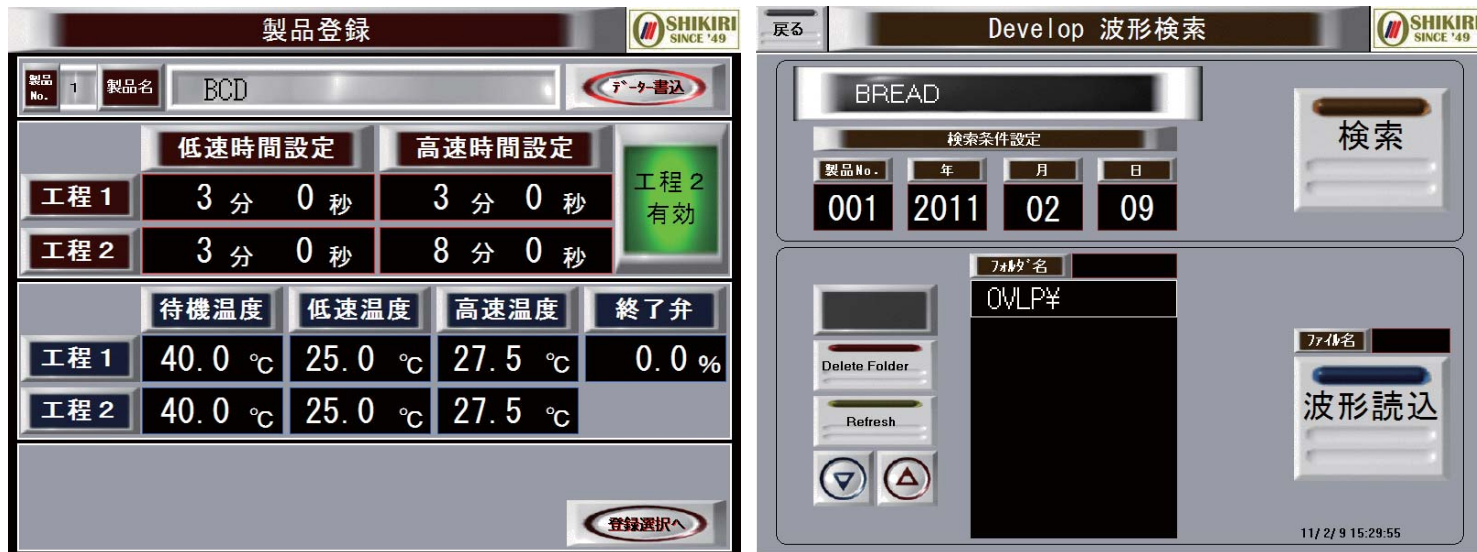 製品登録
SHIKIRI
SINCE '49
製品 No. 1 製品名 BCD データー書込
低速時間設定 高速時間設定
工程1 3 分 0 秒 3 分 0 秒
工程2 3 分 0 秒 8 分 0 秒
工程2
有効
待機温度 低速温度 高速温度 終了弁
工程1 40.0 ℃ 25.0 ℃ 27.5 ℃ 0.0 %
工程2 40.0 ℃ 25.0 ℃ 27.5 ℃
登録選択へ
戻る
Develop 波形検索
SHIKIRI
SINCE '49
BREAD
検索条件設定
製品No. 年 月 日
001 2011 02 09
検索
フォルダ名
OVLP¥
Delete Folder
Refresh
ファイル名
波形読込
11/ 2/ 9 15:29:55